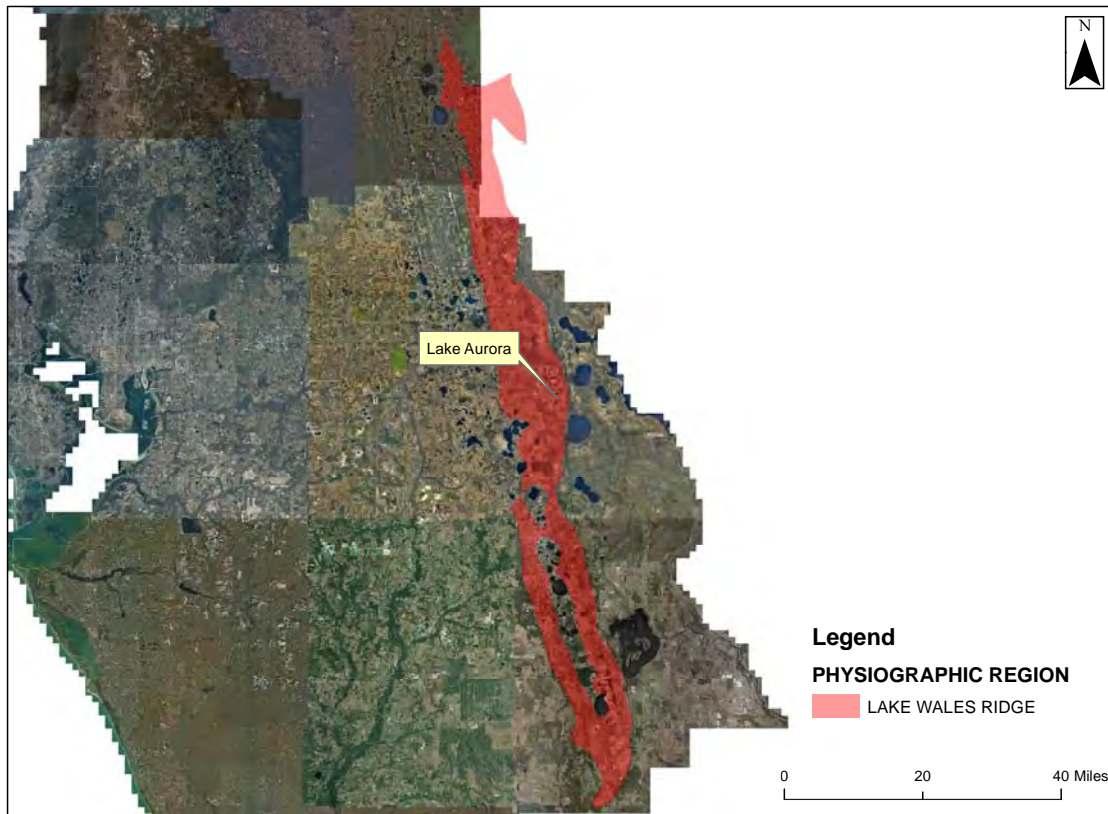 N
Lake Aurora
Legend
PHYSIOGRAPHIC REGION
LAKE WALES RIDGE
0 20 40 Miles